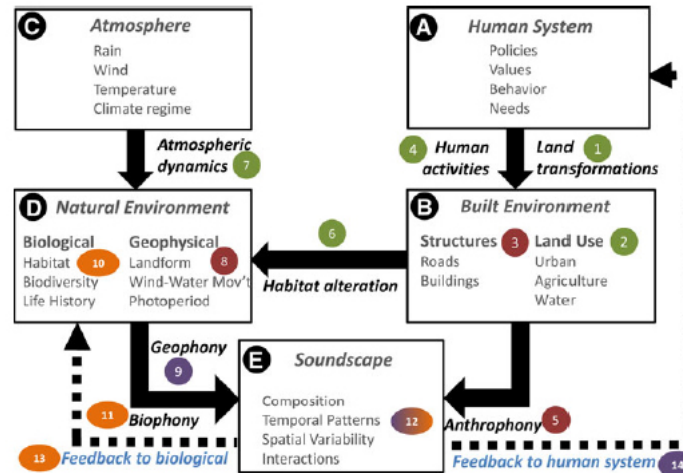 C Atmosphere
Rain
Wind
Temperature
Climate regime
A Human System
Policies
Values
Behavior
Needs
Atmospheric
dynamics 7
4 Human
activities
Land 1
transformations
D Natural Environment
Biological
Habitat 10
Biodiversity
Life History
Geophysical
Landform 8
Wind-Water Mov't
Photoperiod
6
Habitat alteration
B Built Environment
Structures 3
Roads
Buildings
Land Use 2
Urban
Agriculture
Water
Geophony
9
11 Biophony
E Soundscape
Composition
Temporal Patterns 12
Spatial Variability
Interactions
Anthrophony 5
13 Feedback to biological
Feedback to human system 14